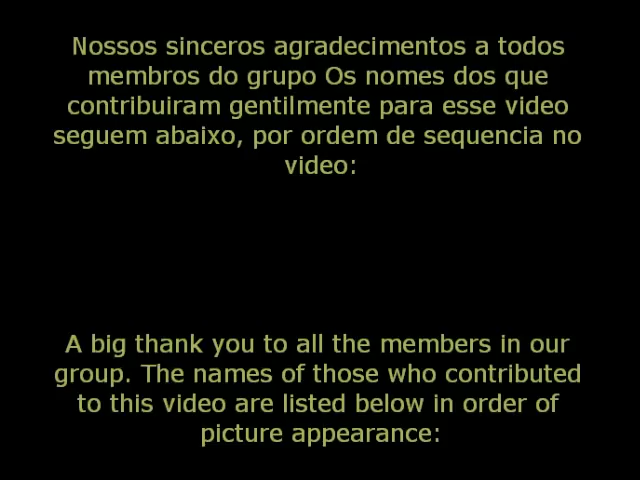 Nossos sinceros agradecimentos a todos
membros do grupo Os nomes dos que
contribuiram gentilmente para esse video
seguem abaixo, por ordem de sequencia no
video:
A big thank you to all the members in our
group. The names of those who contributed
to this video are listed below in order of
picture appearance: